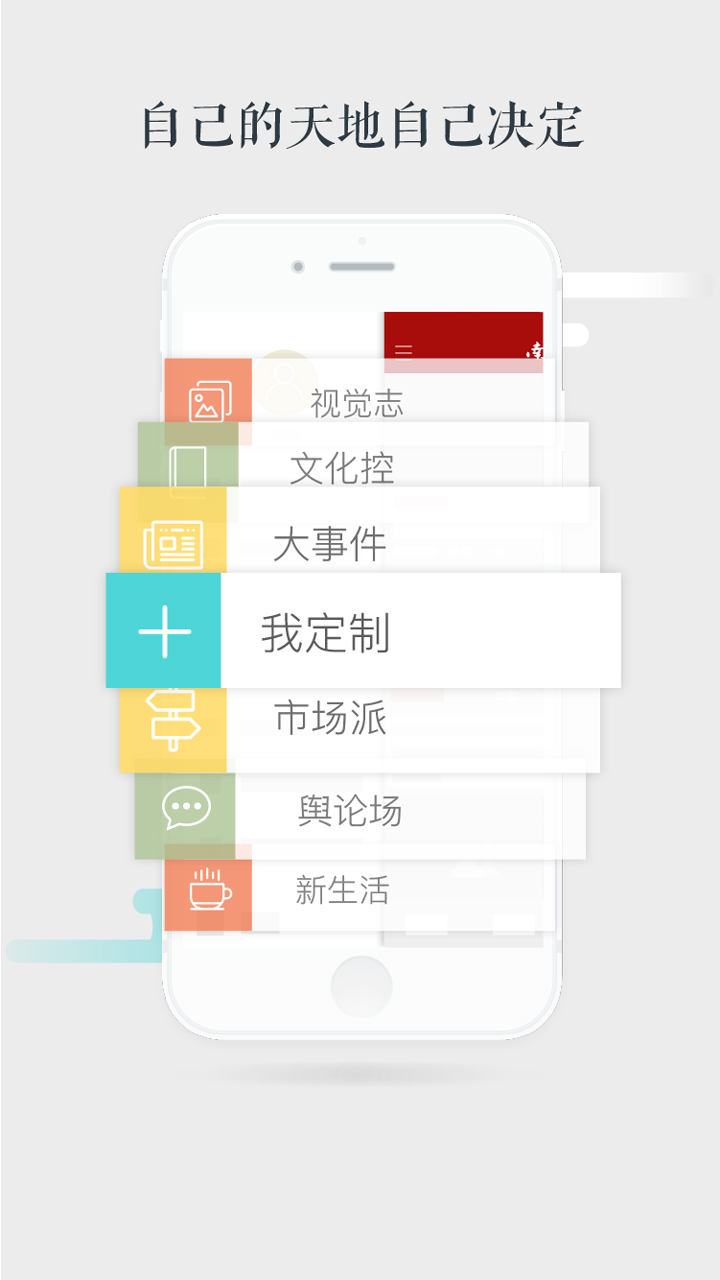 自己的天地自己决定
南
视觉志
文化控
大事件
我定制
市场派
舆论场
新生活